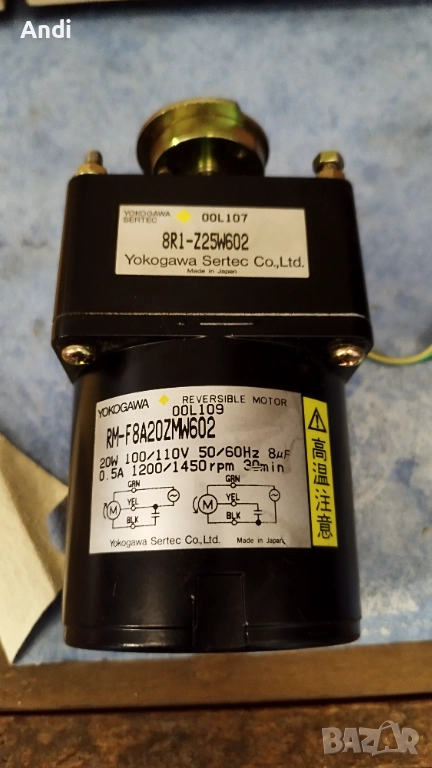 Andi
YOKOGAWA
SERTEC
00L107
8R1-Z25W602
Yokogawa Sertec Co.,Ltd.
Made in Japan
YOKOGAWA
REVERSIBLE MOTOR
00L109
RM-F8A20ZMW602
20W 100/110V 50/60Hz 8μF
0.5A 1200/1450rpm 30min
GRN GRN
M YEL M YEL
BLK BLK
Yokogawa Sertec Co.,Ltd. Made in Japan
高温注意
BAZAR